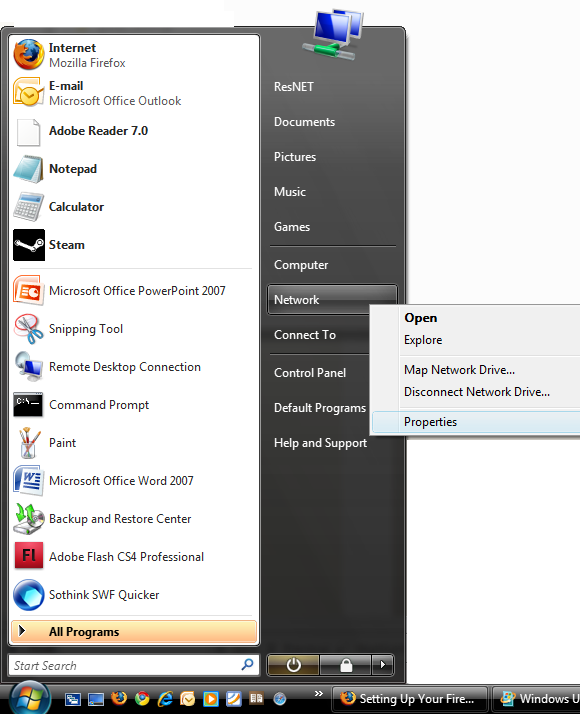 Internet
Mozilla Firefox
E-mail
Microsoft Office Outlook
Adobe Reader 7.0
Notepad
Calculator
Steam
Microsoft Office PowerPoint 2007
Snipping Tool
Remote Desktop Connection
C:\_
Command Prompt
Paint
Microsoft Office Word 2007
Backup and Restore Center
Fl
Adobe Flash CS4 Professional
Sothink SWF Quicker
All Programs
Start Search
ResNET
Documents
Pictures
Music
Games
Computer
Network
Connect To
Control Panel
Default Programs
Help and Support
Open
Explore
Map Network Drive...
Disconnect Network Drive...
Properties
Setting Up Your Fire...
Windows U